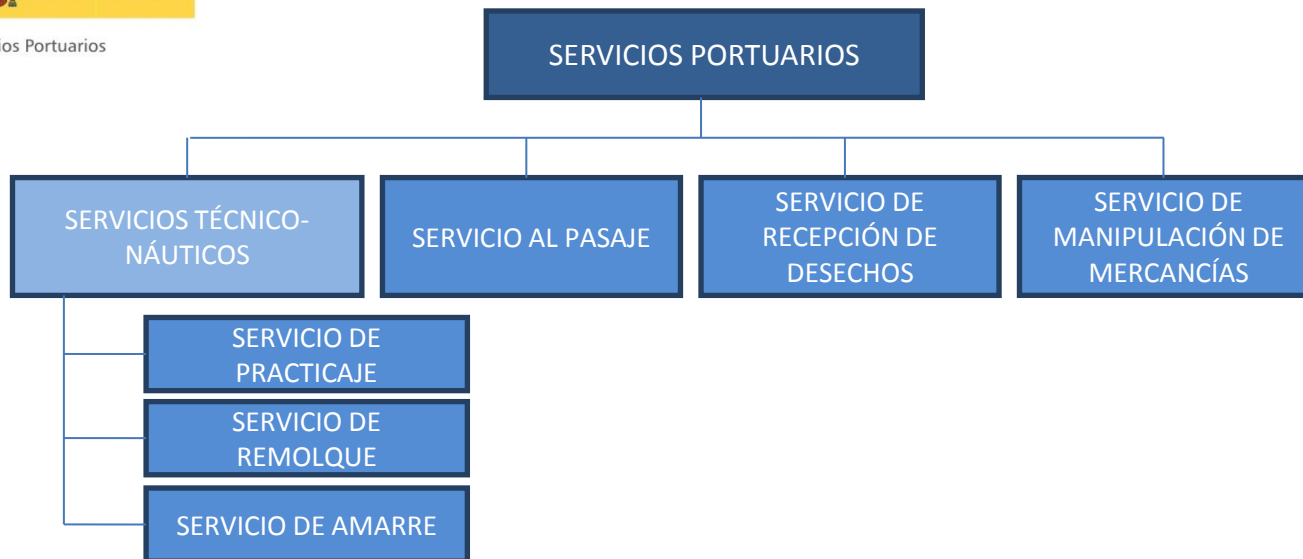 Portuarios
SERVICIOS PORTUARIOS
SERVICIOS TÉCNICO-
NÁUTICOS
SERVICIO AL PASAJE
SERVICIO DE
RECEPCIÓN DE
DESECHOS
SERVICIO DE
MANIPULACIÓN DE
MERCANCÍAS
SERVICIO DE
PRACTICAJE
SERVICIO DE
REMOLQUE
SERVICIO DE AMARRE